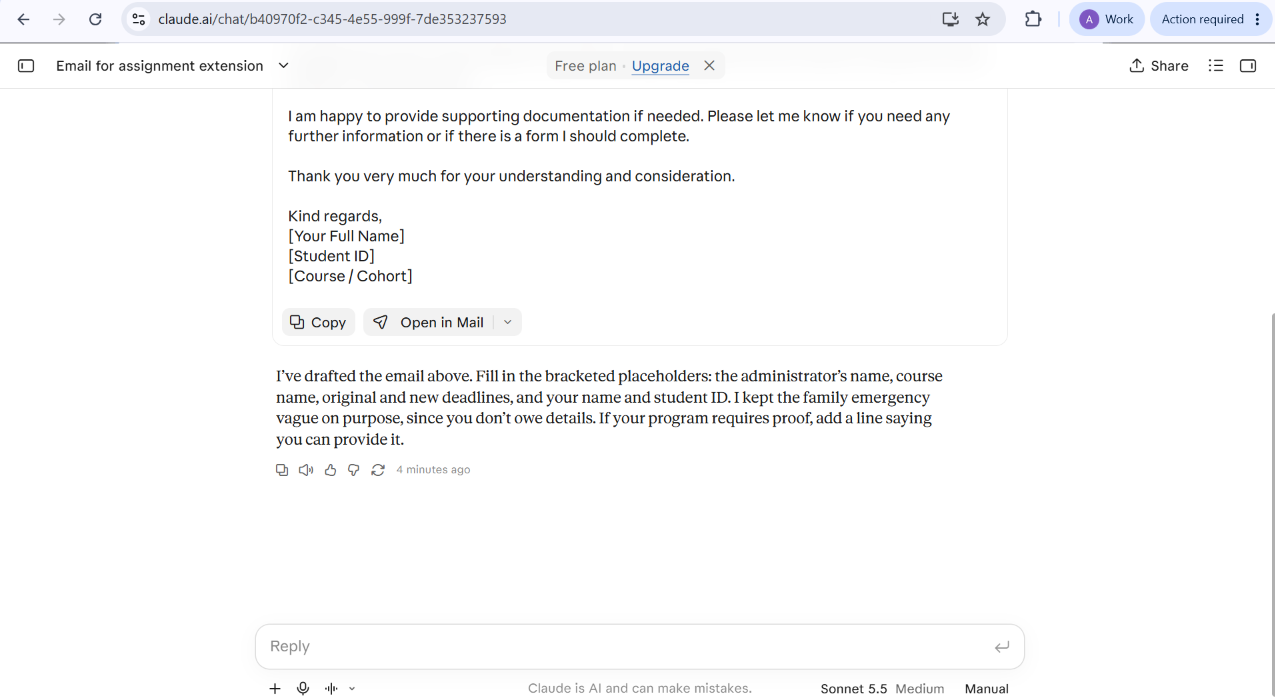 claude.ai/chat/b40970f2-c345-4e55-999f-7de353237593
A Work
Action required
Email for assignment extension
Free plan · Upgrade
Share
I am happy to provide supporting documentation if needed. Please let me know if you need any
further information or if there is a form I should complete.
Thank you very much for your understanding and consideration.
Kind regards,
[Your Full Name]
[Student ID]
[Course / Cohort]
Copy
Open in Mail
I’ve drafted the email above. Fill in the bracketed placeholders: the administrator’s name, course
name, original and new deadlines, and your name and student ID. I kept the family emergency
vague on purpose, since you don’t owe details. If your program requires proof, add a line saying
you can provide it.
4 minutes ago
Reply
Claude is AI and can make mistakes.
Sonnet 5.5 Medium
Manual